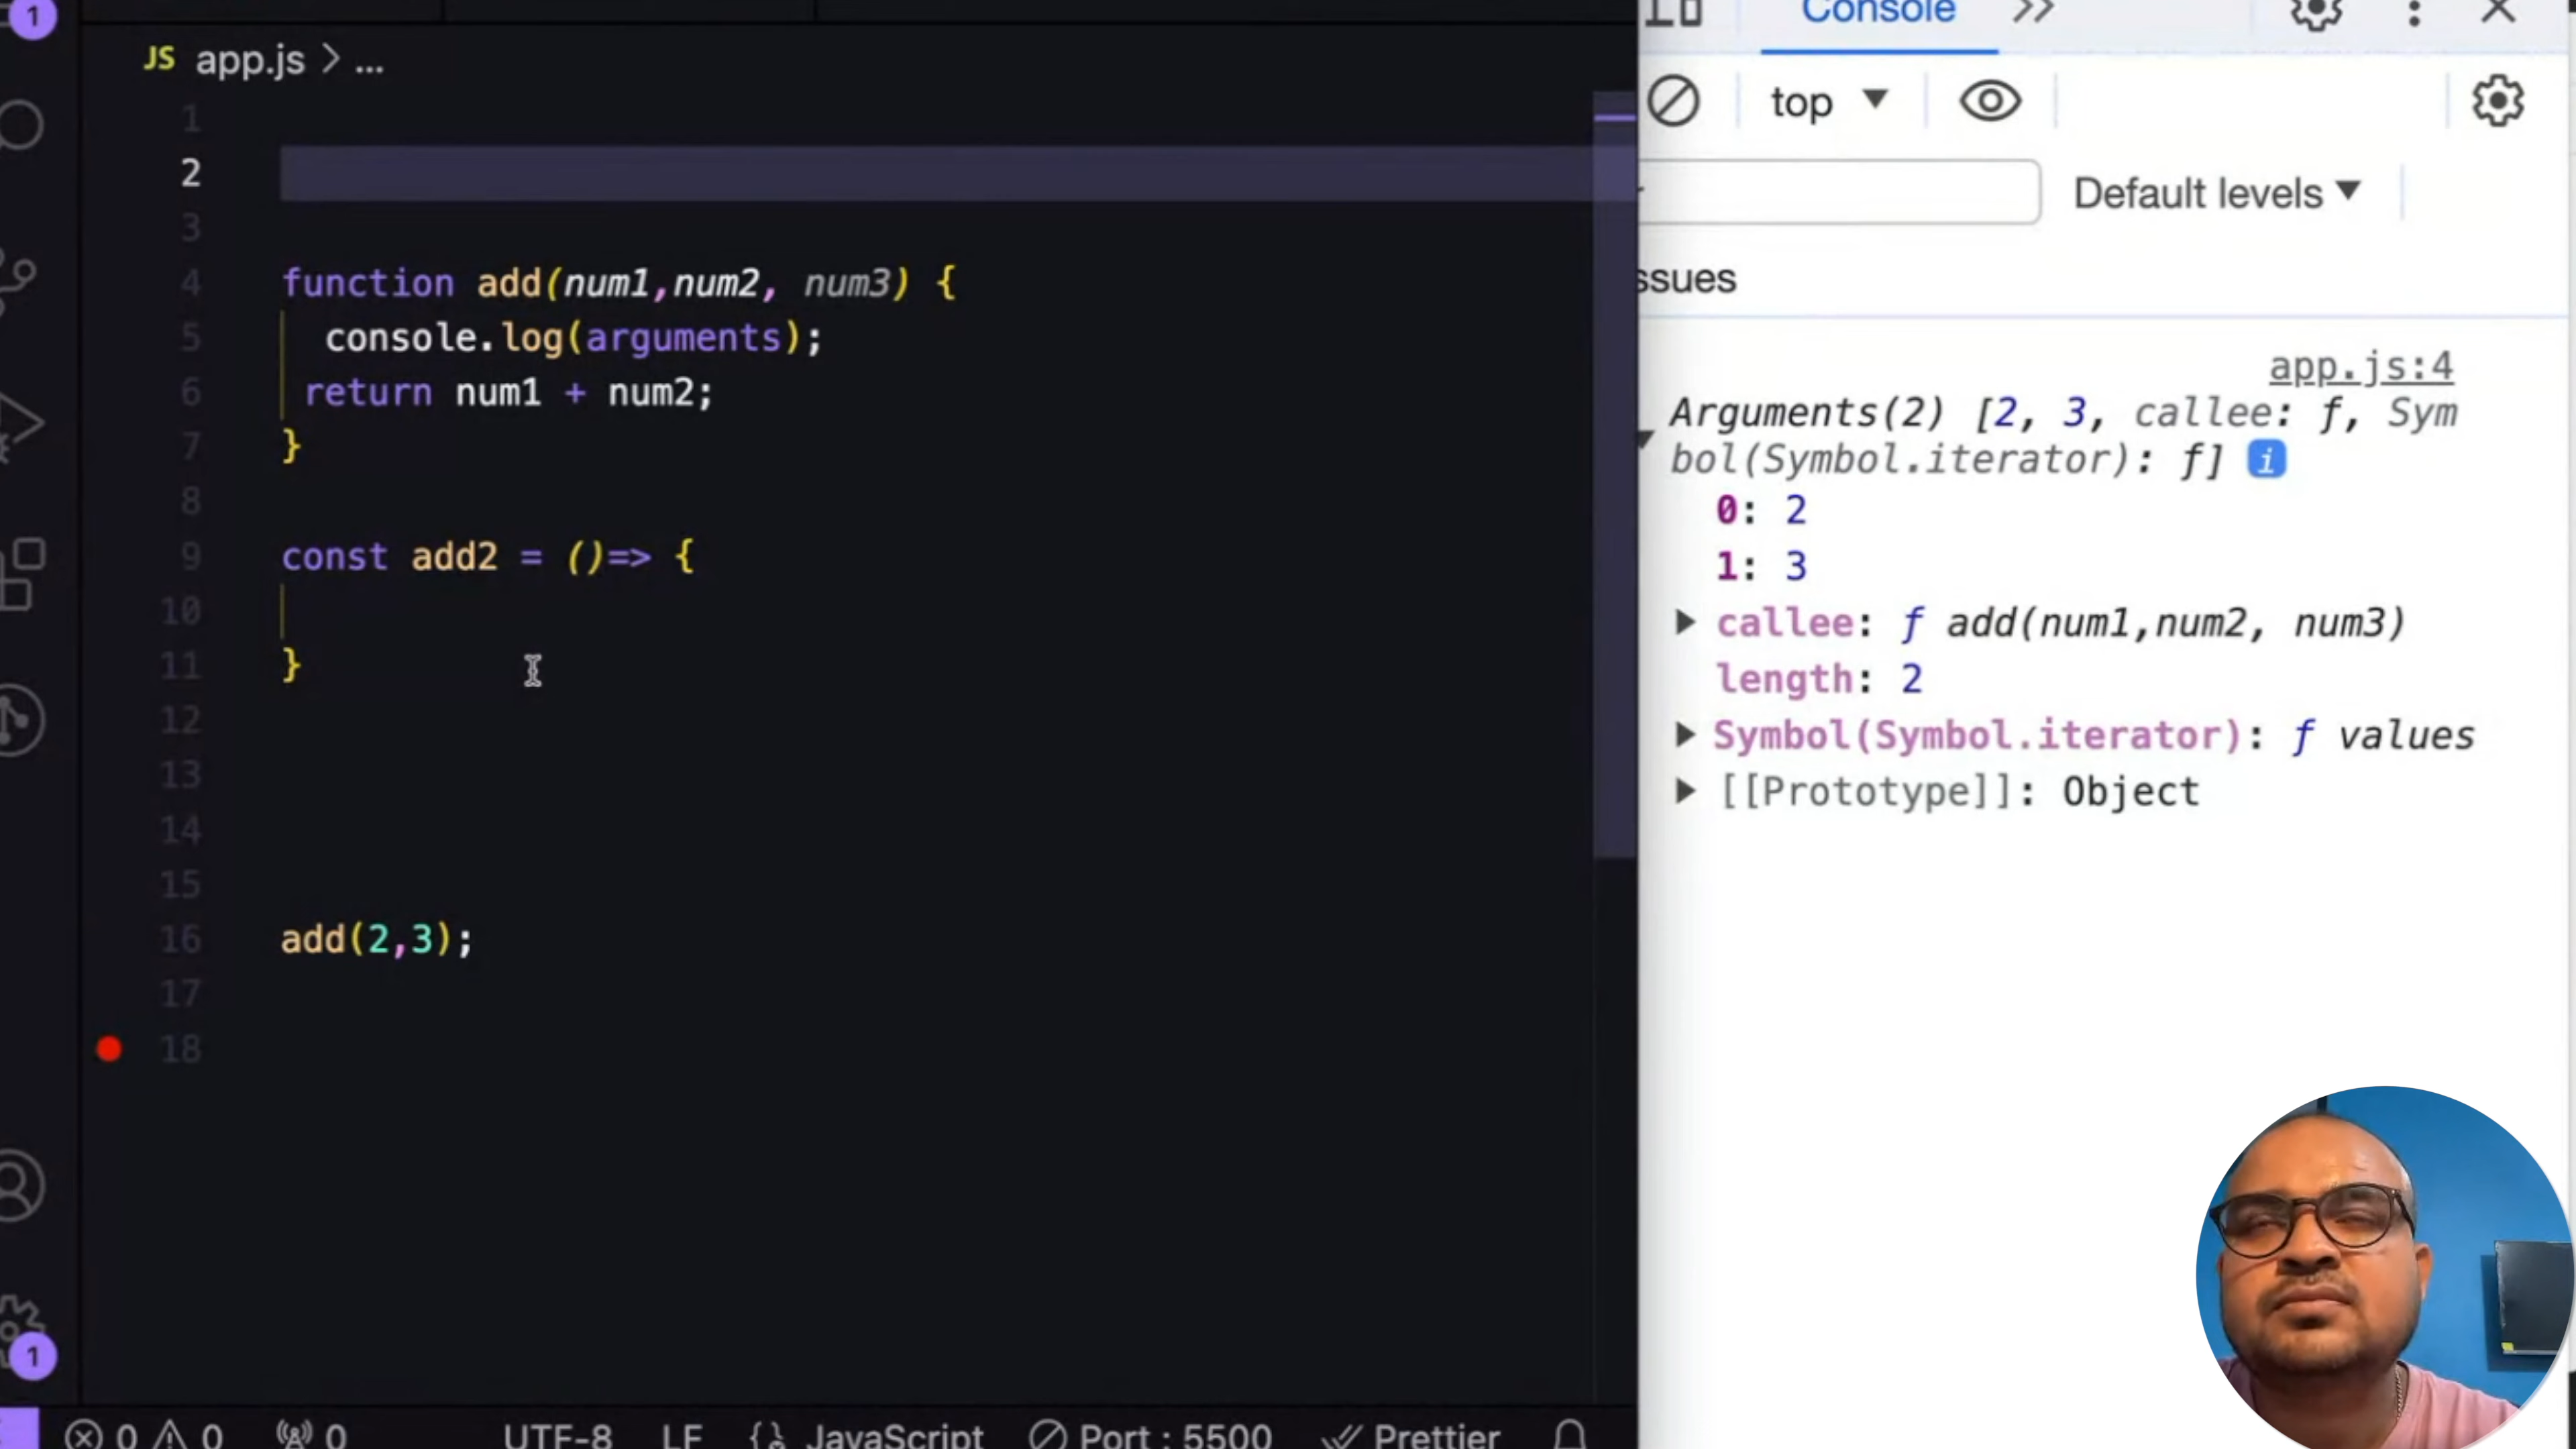 1
JS app.js > ...
1
2
3
4 function add(num1,num2, num3) {
5 console.log(arguments);
6 return num1 + num2;
7 }
8
9 const add2 = ()=> {
10
11 }
12
13
14
15
16 add(2,3);
17
18
1
0 0 0 UTF-8 LF {} JavaScript Port : 5500 Prettier
Console >>
top
Default levels
ssues
app.js:4
Arguments(2) [2, 3, callee: ƒ, Sym
bol(Symbol.iterator): ƒ] i
0: 2
1: 3
callee: ƒ add(num1,num2, num3)
length: 2
Symbol(Symbol.iterator): ƒ values
[[Prototype]]: Object